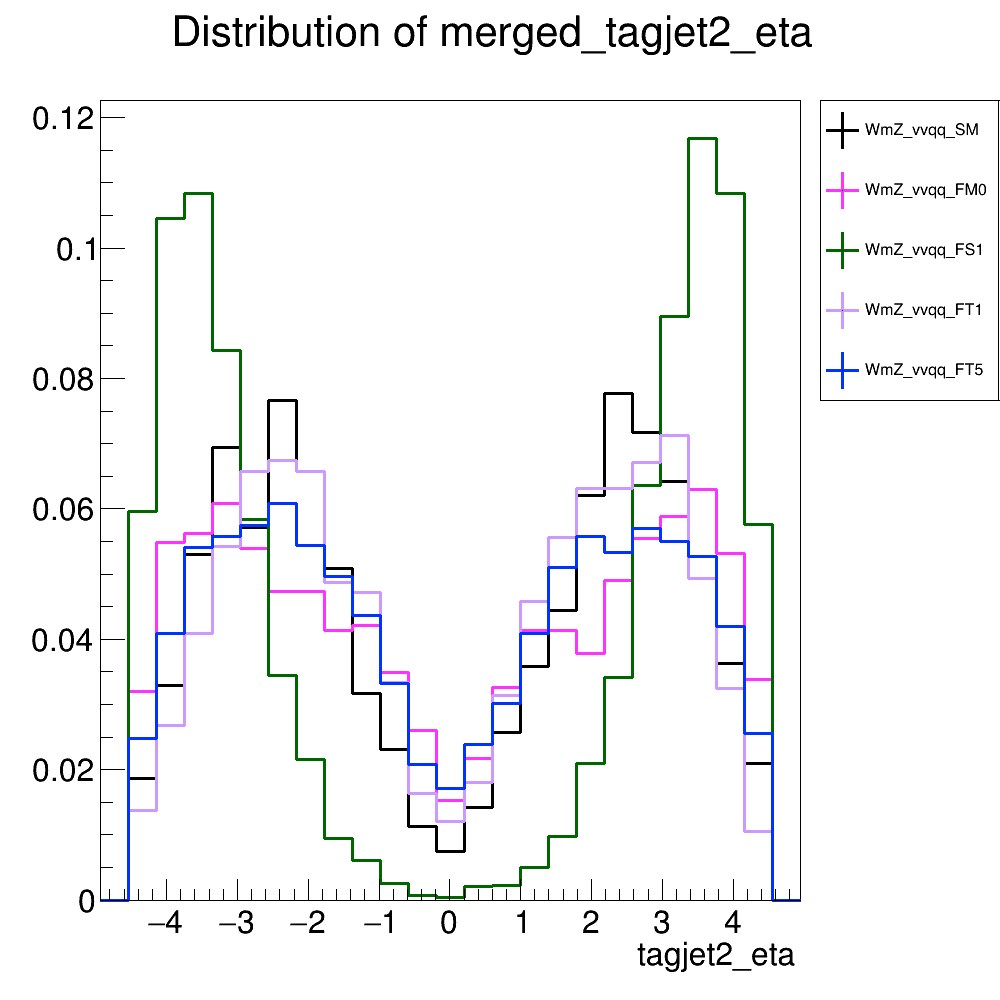 Distribution of merged_tagjet2_eta
0.12
0.1
0.08
0.06
0.04
0.02
0
−4 −3 −2 −1 0 1 2 3 4
tagjet2_eta
WmZ_vvqq_SM
WmZ_vvqq_FM0
WmZ_vvqq_FS1
WmZ_vvqq_FT1
WmZ_vvqq_FT5